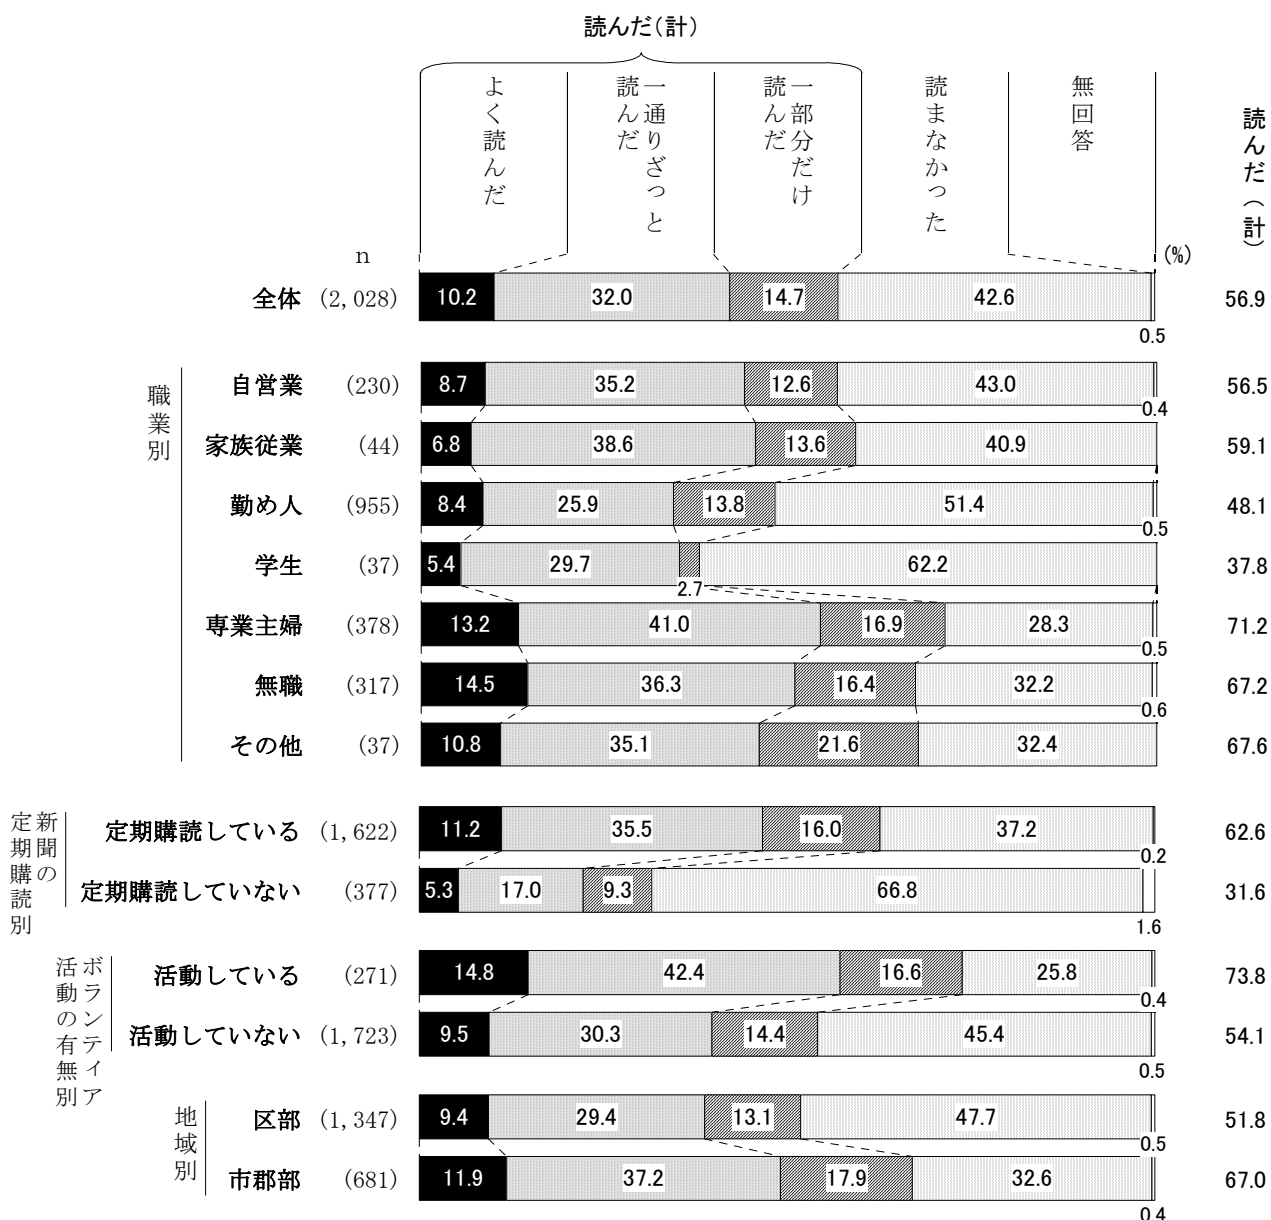 読んだ(計)
よく読んだ
一通りざっと
読んだ
一部分だけ
読んだ
読まなかった
無回答
読んだ(計)
n
(%)
全体 (2,028) 10.2 32.0 14.7 42.6 0.5 56.9
職業別
自営業 (230) 8.7 35.2 12.6 43.0 0.4 56.5
家族従業 (44) 6.8 38.6 13.6 40.9 59.1
勤め人 (955) 8.4 25.9 13.8 51.4 0.5 48.1
学生 (37) 5.4 29.7 2.7 62.2 37.8
専業主婦 (378) 13.2 41.0 16.9 28.3 0.5 71.2
無職 (317) 14.5 36.3 16.4 32.2 0.6 67.2
その他 (37) 10.8 35.1 21.6 32.4 67.6
新聞の
定期購読別
定期購読している (1,622) 11.2 35.5 16.0 37.2 0.2 62.6
定期購読していない (377) 5.3 17.0 9.3 66.8 1.6 31.6
ボランティア
活動の有無別
活動している (271) 14.8 42.4 16.6 25.8 0.4 73.8
活動していない (1,723) 9.5 30.3 14.4 45.4 0.5 54.1
地域別
区部 (1,347) 9.4 29.4 13.1 47.7 0.5 51.8
市郡部 (681) 11.9 37.2 17.9 32.6 0.4 67.0